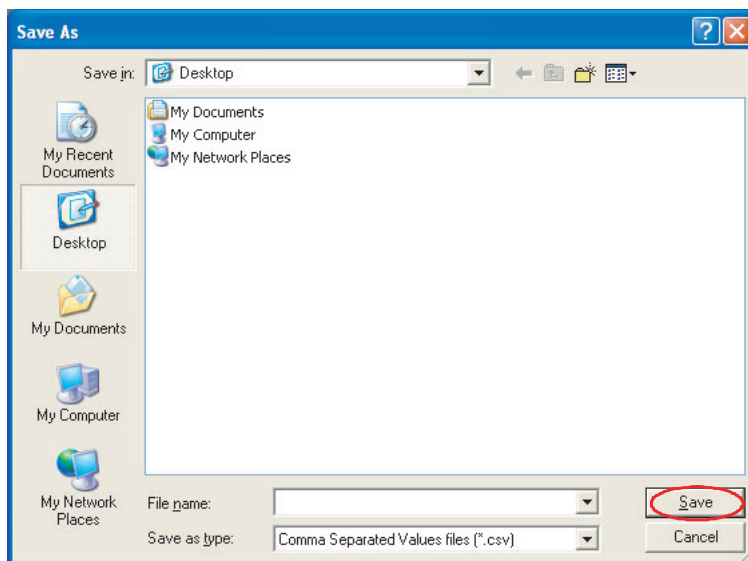 Save As
Save in: Desktop
My Documents
My Computer
My Network Places
My Recent
Documents
Desktop
My Documents
My Computer
My Network
Places
File name:
Save
Save as type: Comma Separated Values files (*.csv)
Cancel